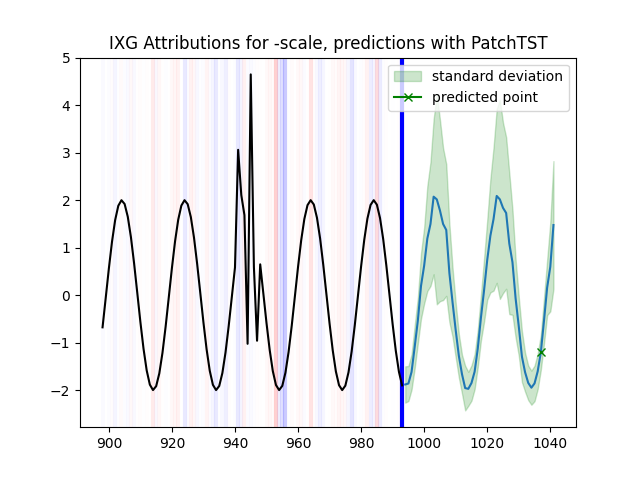 IXG Attributions for -scale, predictions with PatchTST
standard deviation
predicted point
5
4
3
2
1
0
−1
−2
900 920 940 960 980 1000 1020 1040